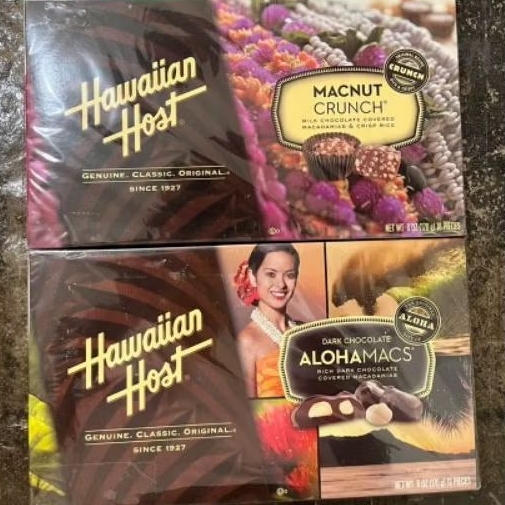 Hawaiian
Host®
GENUINE. CLASSIC. ORIGINAL.
SINCE 1927
CRUNCH
MACNUT
CRUNCH®
MILK CHOCOLATE COVERED
MACADAMIAS & CRISP RICE
Hawaiian
Host®
GENUINE. CLASSIC. ORIGINAL.
SINCE 1927
ALOHA
DARK CHOCOLATE
ALOHAMACS®
RICH DARK CHOCOLATE
COVERED MACADAMIAS